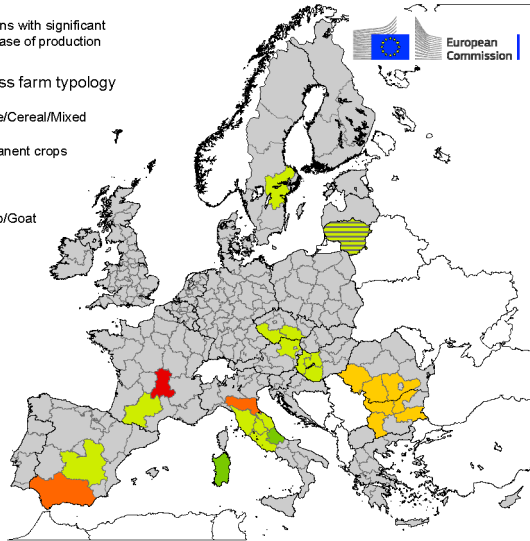 ns with significant
ase of production
ss farm typology
e/Cereal/Mixed
anent crops
o/Goat
European
Commission